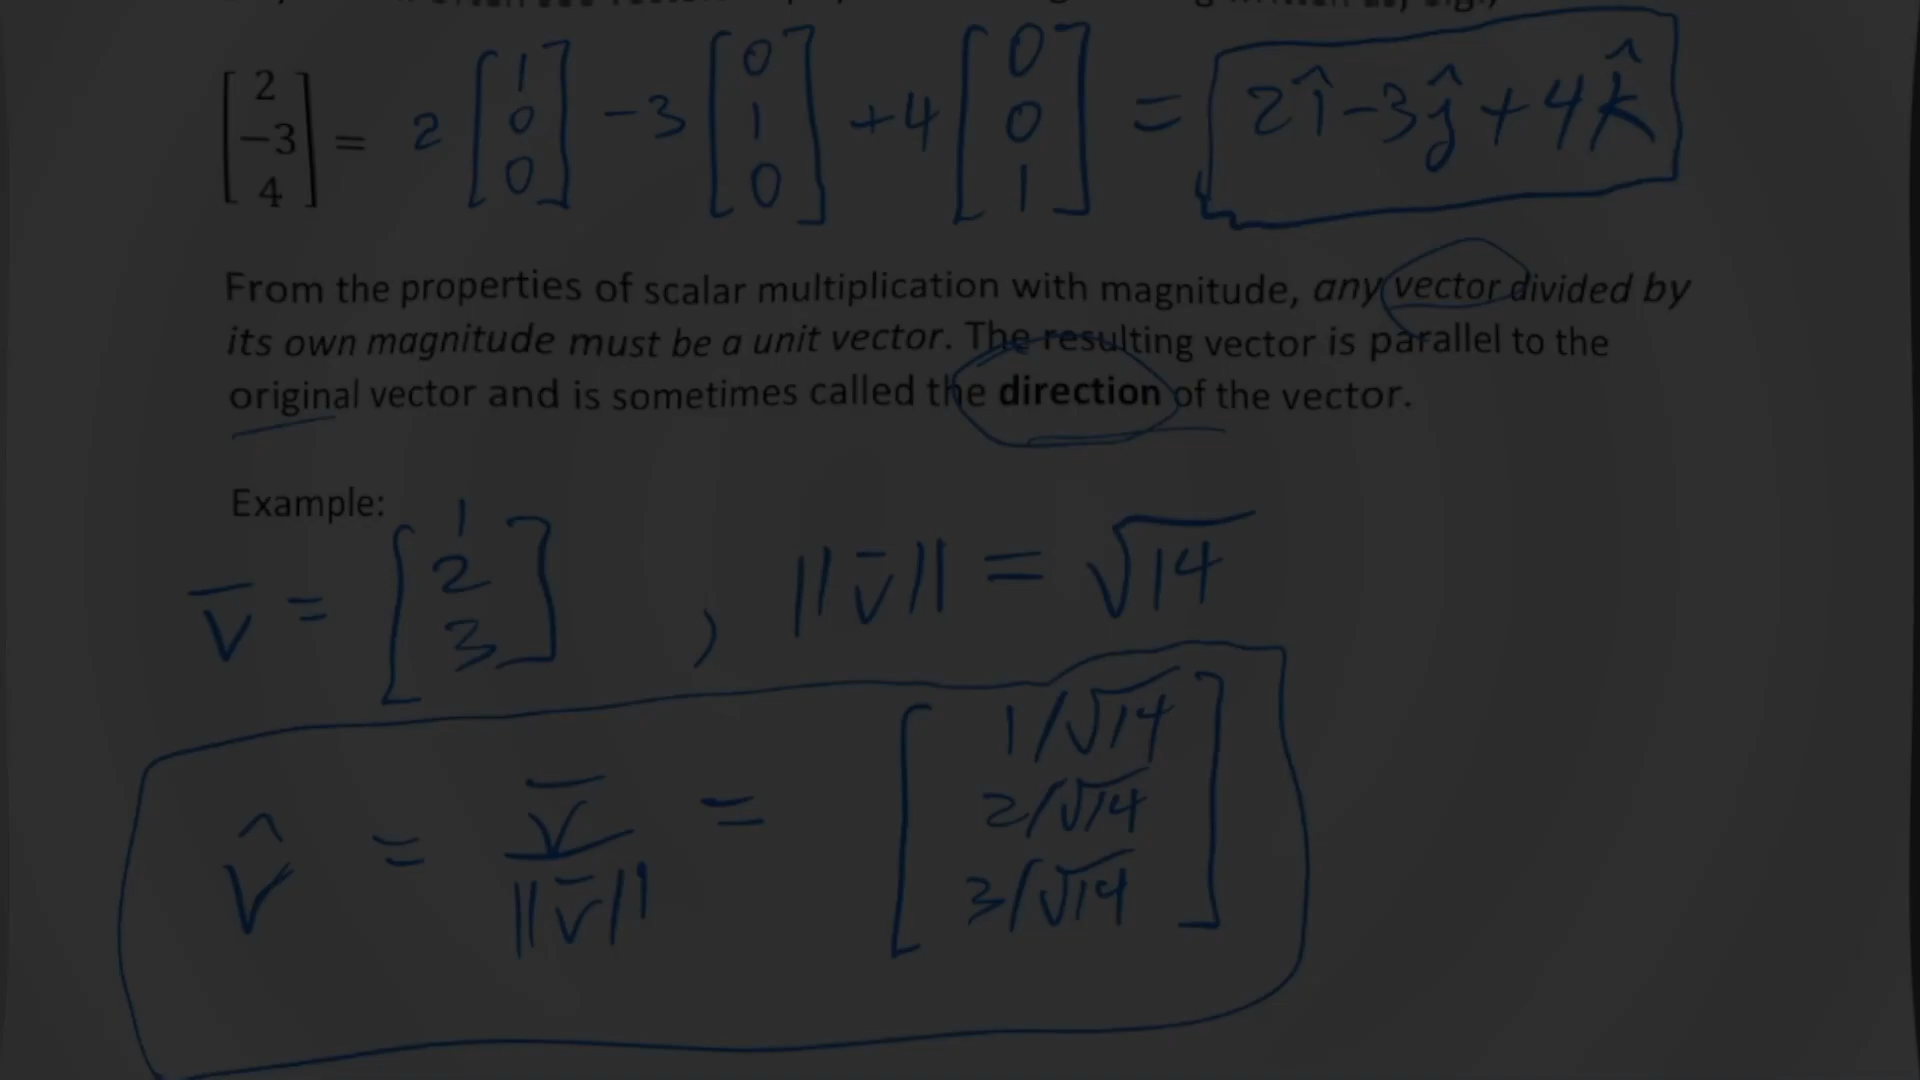 [2 −3 4] = 2 [1 0 0] −3 [0 1 0] +4 [0 0 1] = 2î−3ĵ+4k̂
From the properties of scalar multiplication with magnitude, any vector divided by
its own magnitude must be a unit vector. The resulting vector is parallel to the
original vector and is sometimes called the direction of the vector.
Example:
v̅ = [1 2 3] , ||v̅|| = √14
v̂ = v̅/||v̅|| = [1/√14 2/√14 3/√14]